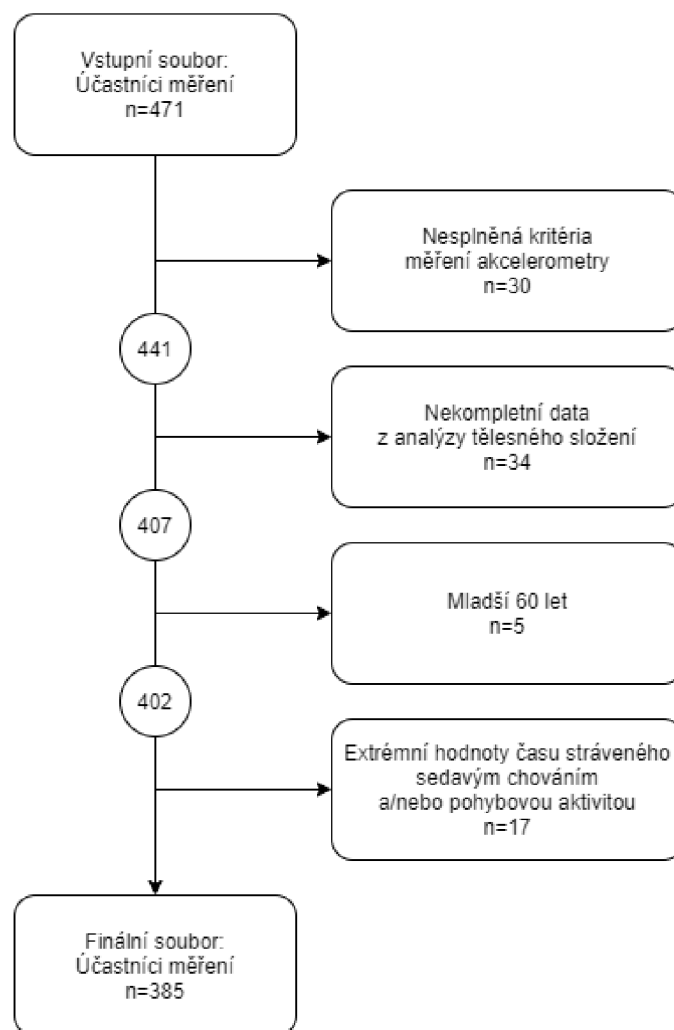 Vstupní soubor:
Účastníci měření
n=471
Nesplněná kritéria
měření akcelerometry
n=30
441
Nekompletní data
z analýzy tělesného složení
n=34
407
Mladší 60 let
n=5
402
Extrémní hodnoty času stráveného
sedavým chováním
a/nebo pohybovou aktivitou
n=17
Finální soubor:
Účastníci měření
n=385